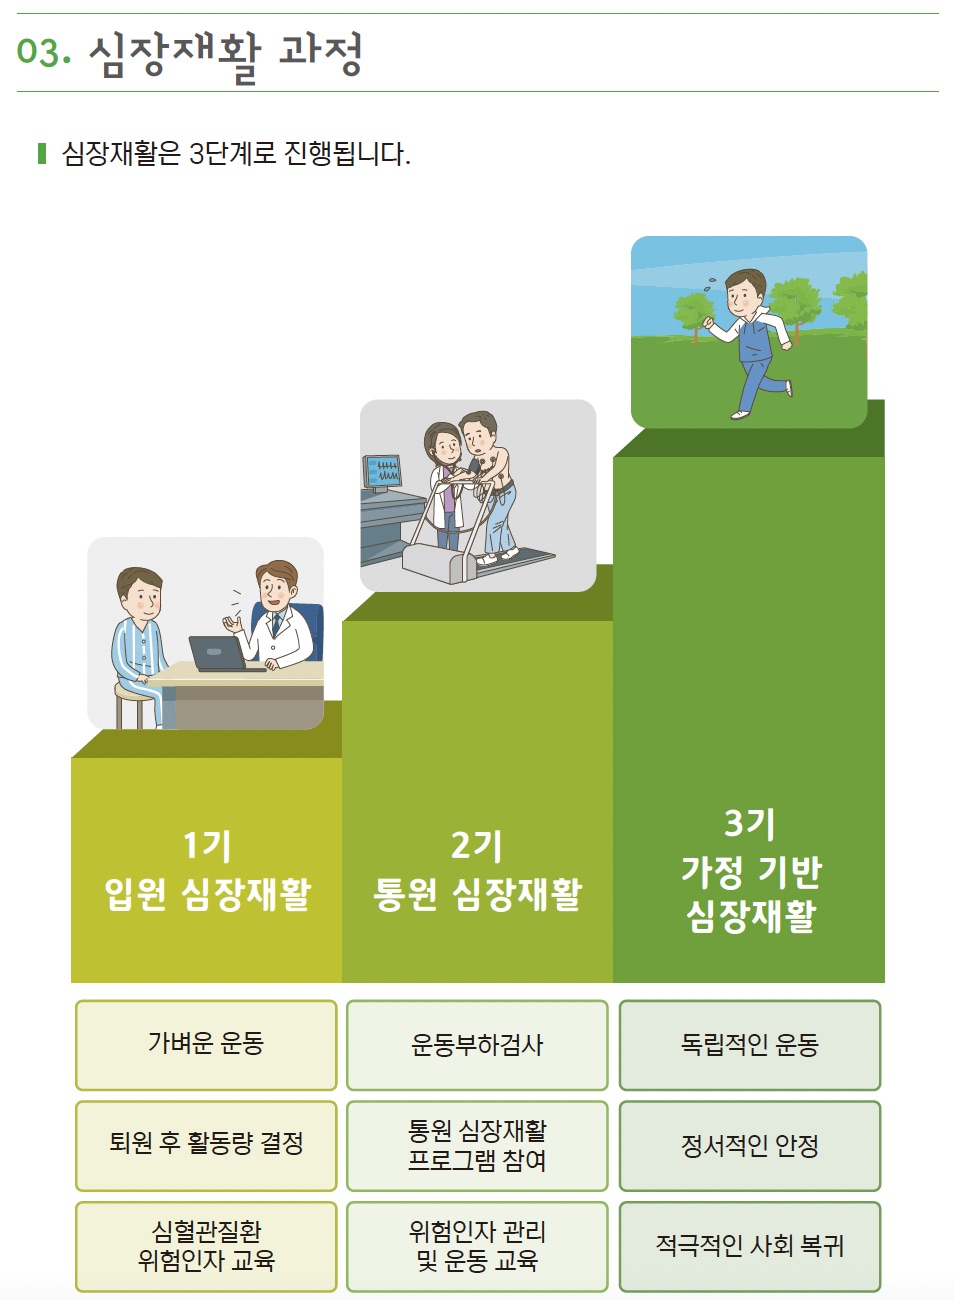 03. 심장재활 과정
심장재활은 3단계로 진행됩니다.
1기
입원 심장재활
2기
통원 심장재활
3기
가정 기반
심장재활
가벼운 운동
운동부하검사
독립적인 운동
퇴원 후 활동량 결정
통원 심장재활
프로그램 참여
정서적인 안정
심혈관질환
위험인자 교육
위험인자 관리
및 운동 교육
적극적인 사회 복귀